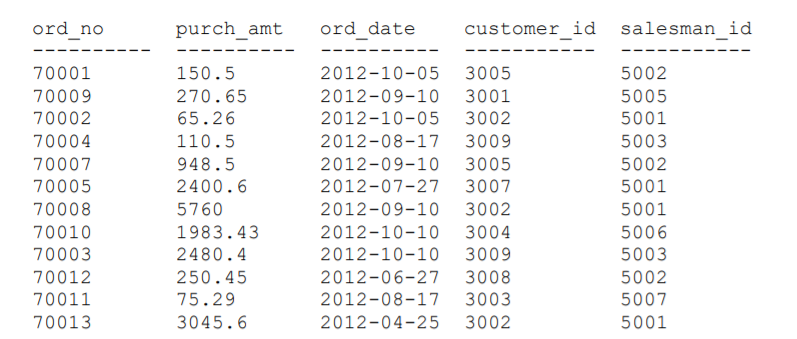 ord_no purch_amt ord_date customer_id salesman_id
---------- ---------- ---------- ----------- -----------
70001 150.5 2012-10-05 3005 5002
70009 270.65 2012-09-10 3001 5005
70002 65.26 2012-10-05 3002 5001
70004 110.5 2012-08-17 3009 5003
70007 948.5 2012-09-10 3005 5002
70005 2400.6 2012-07-27 3007 5001
70008 5760 2012-09-10 3002 5001
70010 1983.43 2012-10-10 3004 5006
70003 2480.4 2012-10-10 3009 5003
70012 250.45 2012-06-27 3008 5002
70011 75.29 2012-08-17 3003 5007
70013 3045.6 2012-04-25 3002 5001